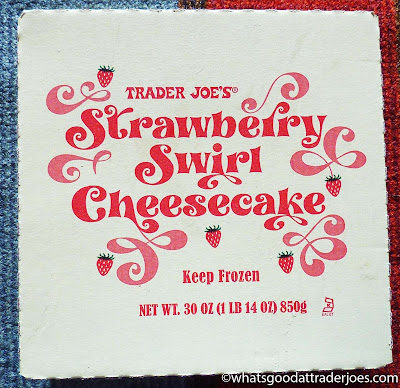 TRADER JOE'S®
Strawberry
Swirl
Cheesecake
Keep Frozen
NET WT. 30 OZ (1 LB 14 OZ) 850g
©whatsgoodattraderjoes.com